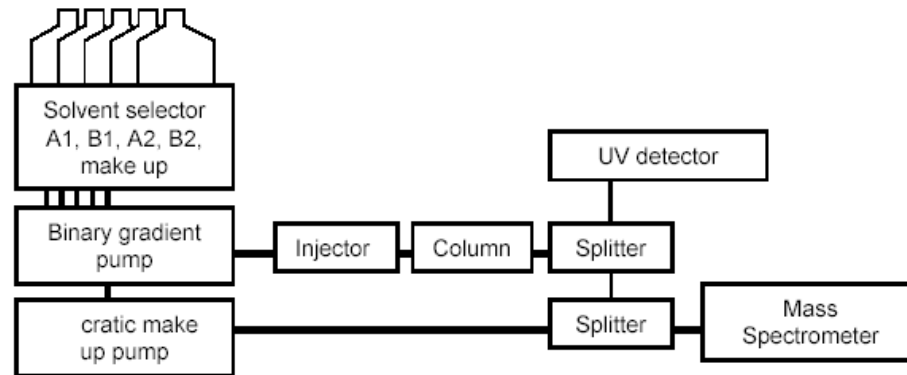 Solvent selector
A1, B1, A2, B2,
make up
UV detector
Binary gradient
pump
Injector
Column
Splitter
cratic make
up pump
Splitter
Mass
Spectrometer